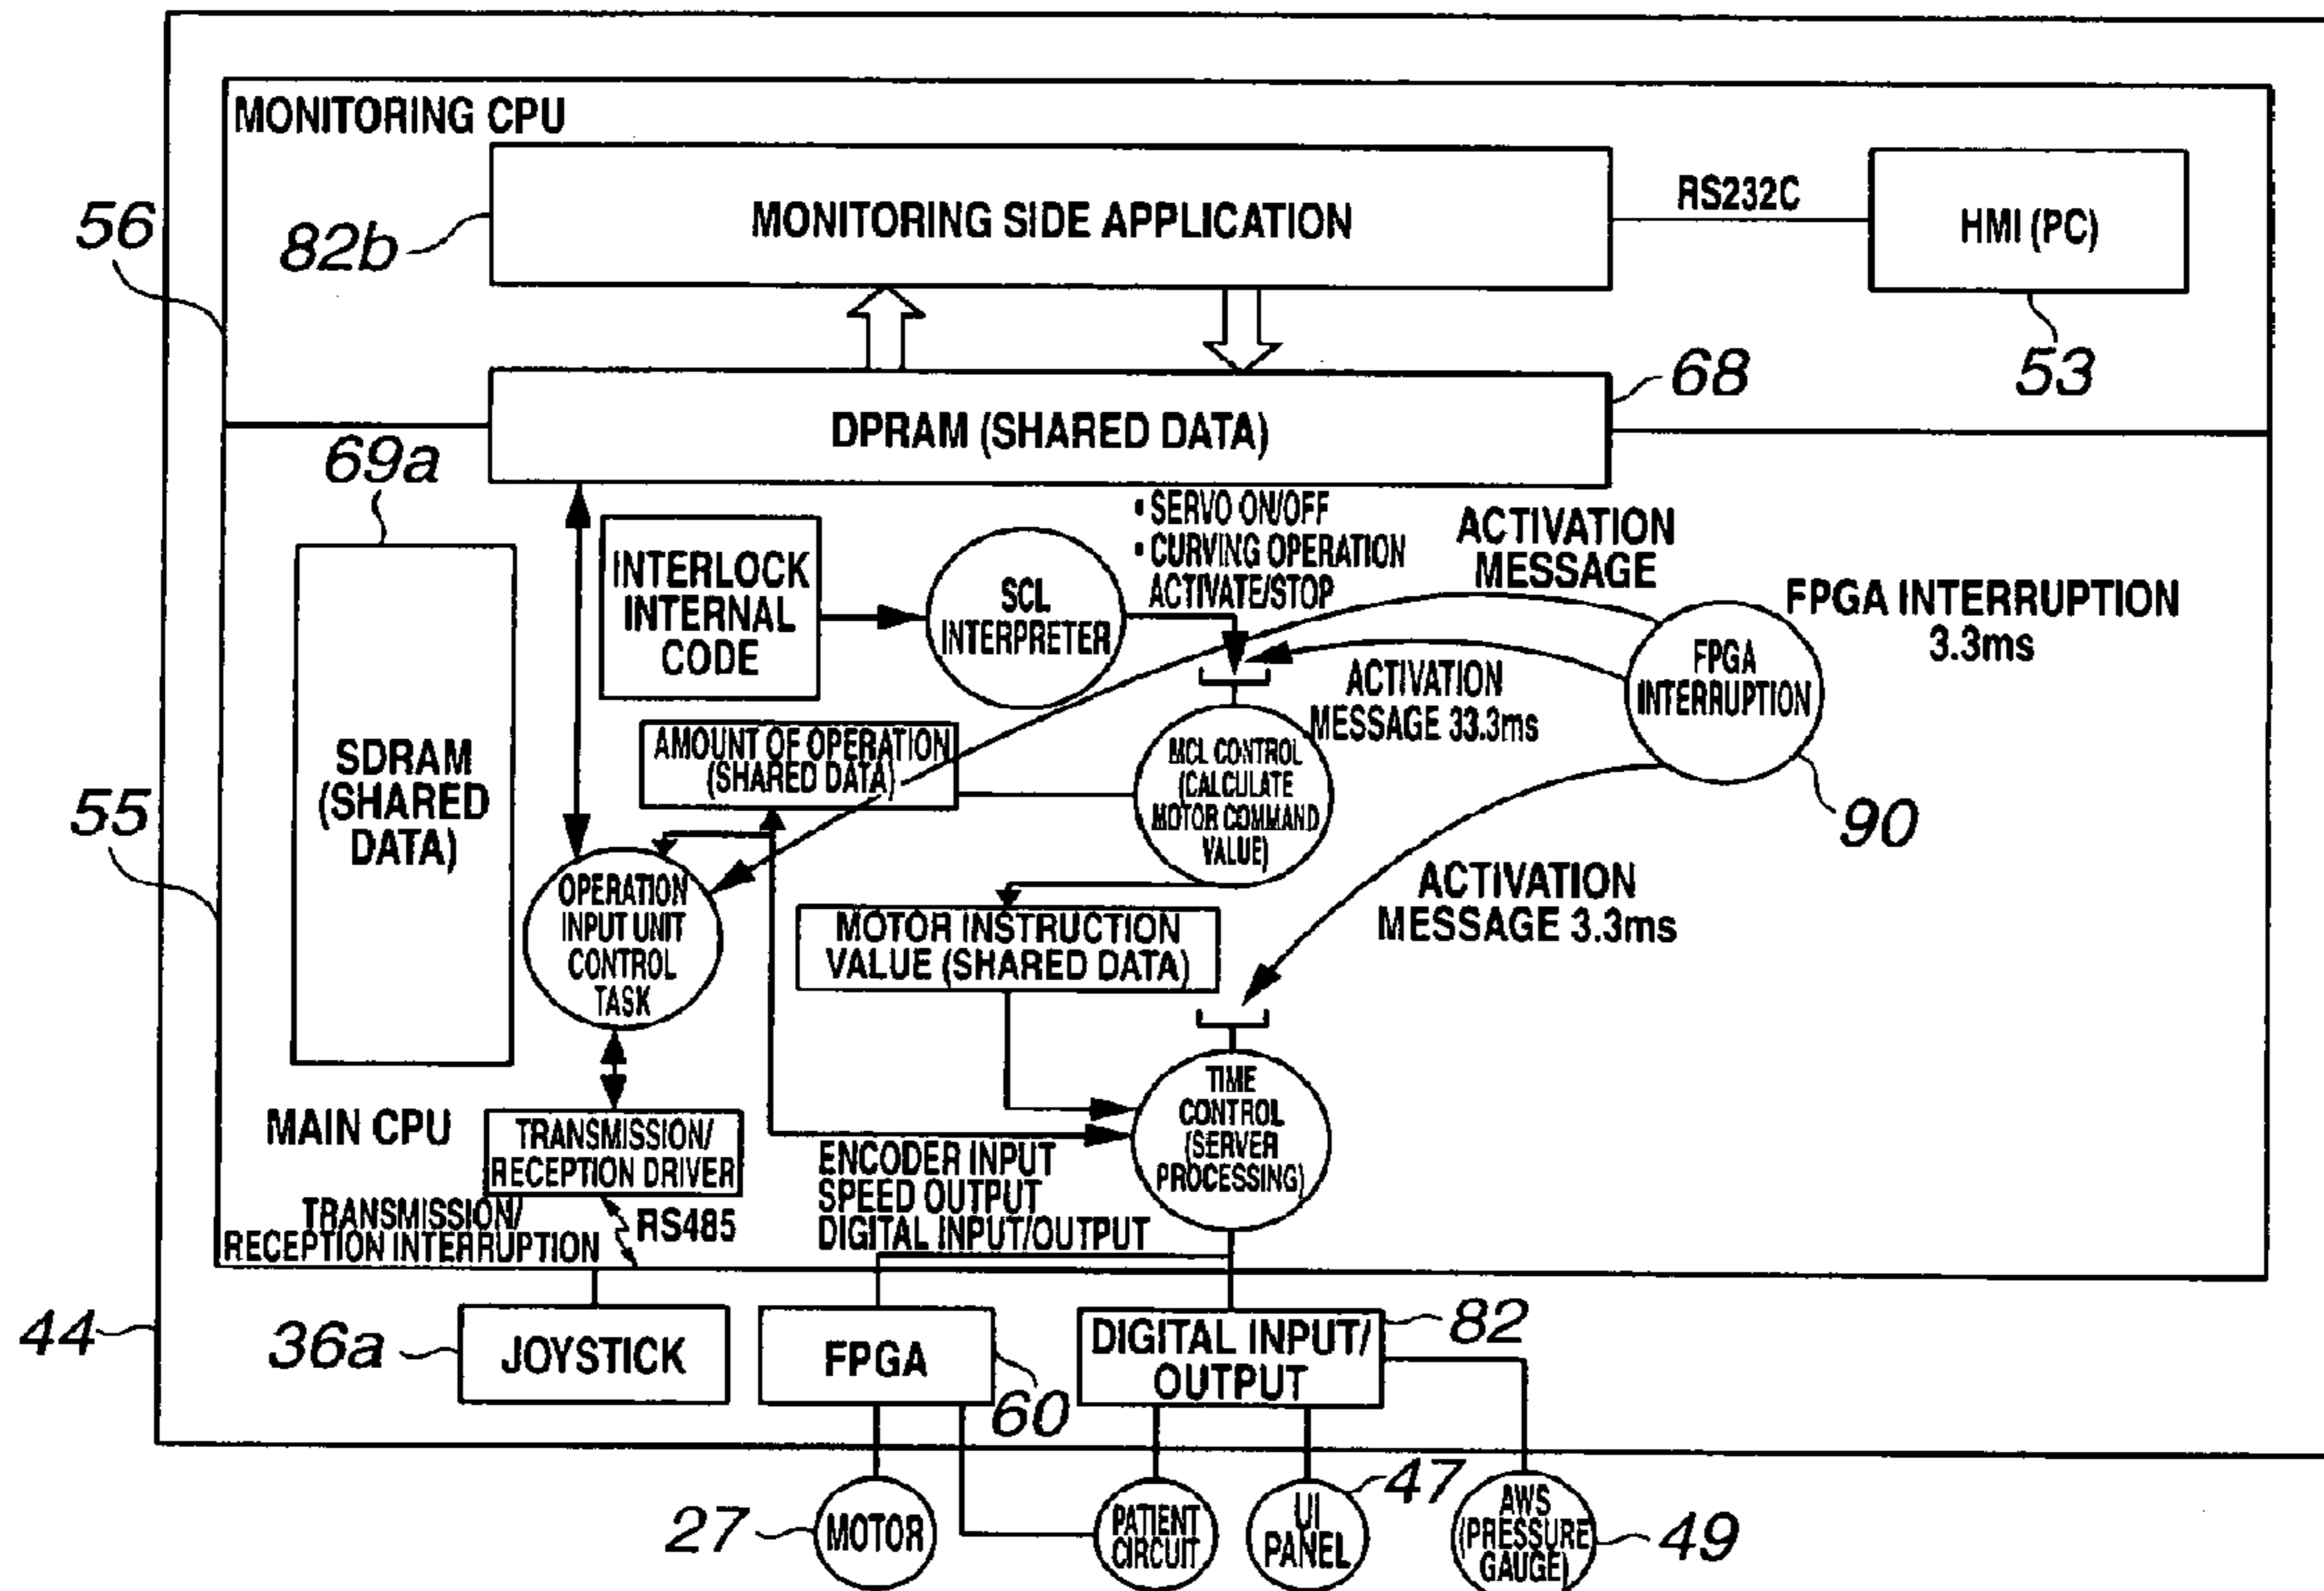 MONITORING CPU
56
82b
MONITORING SIDE APPLICATION
RS232C
HMI (PC)
53
DPRAM (SHARED DATA)
68
69a
SDRAM
(SHARED
DATA)
INTERLOCK
INTERNAL
CODE
SCL
INTERPRETER
▪ SERVO ON/OFF
▪ CURVING OPERATION
ACTIVATE/STOP
ACTIVATION
MESSAGE
FPGA INTERRUPTION
3.3ms
FPGA
INTERRUPTION
90
ACTIVATION
MESSAGE 33.3ms
AMOUNT OF OPERATION
(SHARED DATA)
MCL CONTROL
(CALCULATE
MOTOR COMMAND
VALUE)
55
OPERATION
INPUT UNIT
CONTROL
TASK
MOTOR INSTRUCTION
VALUE (SHARED DATA)
ACTIVATION
MESSAGE 3.3ms
TIME
CONTROL
(SERVER
PROCESSING)
MAIN CPU
TRANSMISSION/
RECEPTION DRIVER
ENCODER INPUT
SPEED OUTPUT
DIGITAL INPUT/OUTPUT
TRANSMISSION/
RECEPTION INTERRUPTION
RS485
44
36a
JOYSTICK
FPGA
60
DIGITAL INPUT/
OUTPUT
82
27
MOTOR
PATIENT
CIRCUIT
UI
PANEL
47
AWS
(PRESSURE
GAUGE)
49